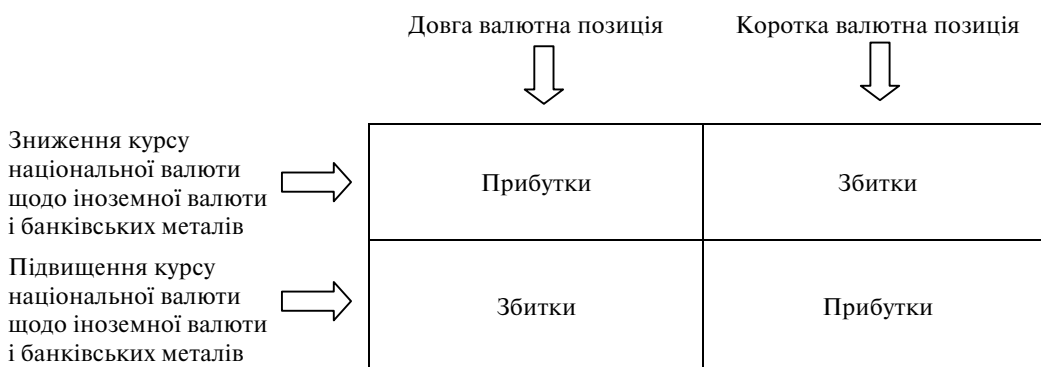 Довга валютна позиція
Коротка валютна позиція
Зниження курсу
національної валюти
щодо іноземної валюти
і банківських металів
Прибутки
Збитки
Підвищення курсу
національної валюти
щодо іноземної валюти
і банківських металів
Збитки
Прибутки